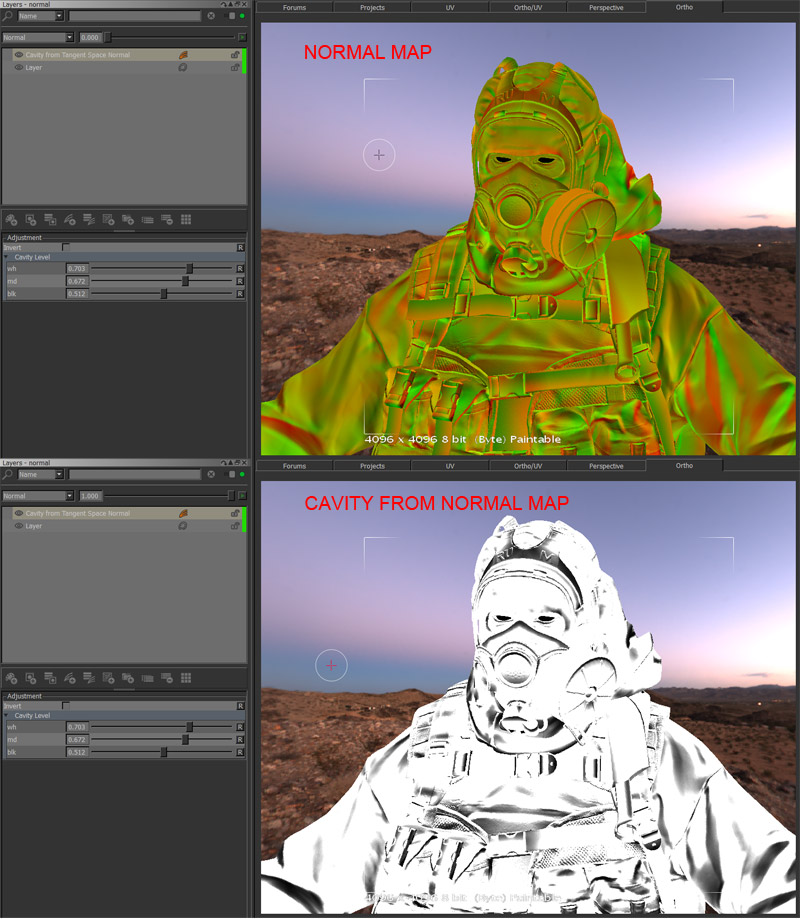 Layers - normal
Name
Normal 0.000
Cavity from Tangent Space Normal
Layer
Adjustment
Invert R
Cavity Level
wh 0.703 R
md 0.672 R
blk 0.512 R
Forums Projects UV Ortho/UV Perspective Ortho
NORMAL MAP
4096 x 4096 8 bit (Byte) Paintable
Layers - normal
Name
Normal 1.000
Cavity from Tangent Space Normal
Layer
Adjustment
Invert R
Cavity Level
wh 0.703 R
md 0.672 R
blk 0.512 R
Forums Projects UV Ortho/UV Perspective Ortho
CAVITY FROM NORMAL MAP
4096 x 4096 8 bit (Byte) Paintable